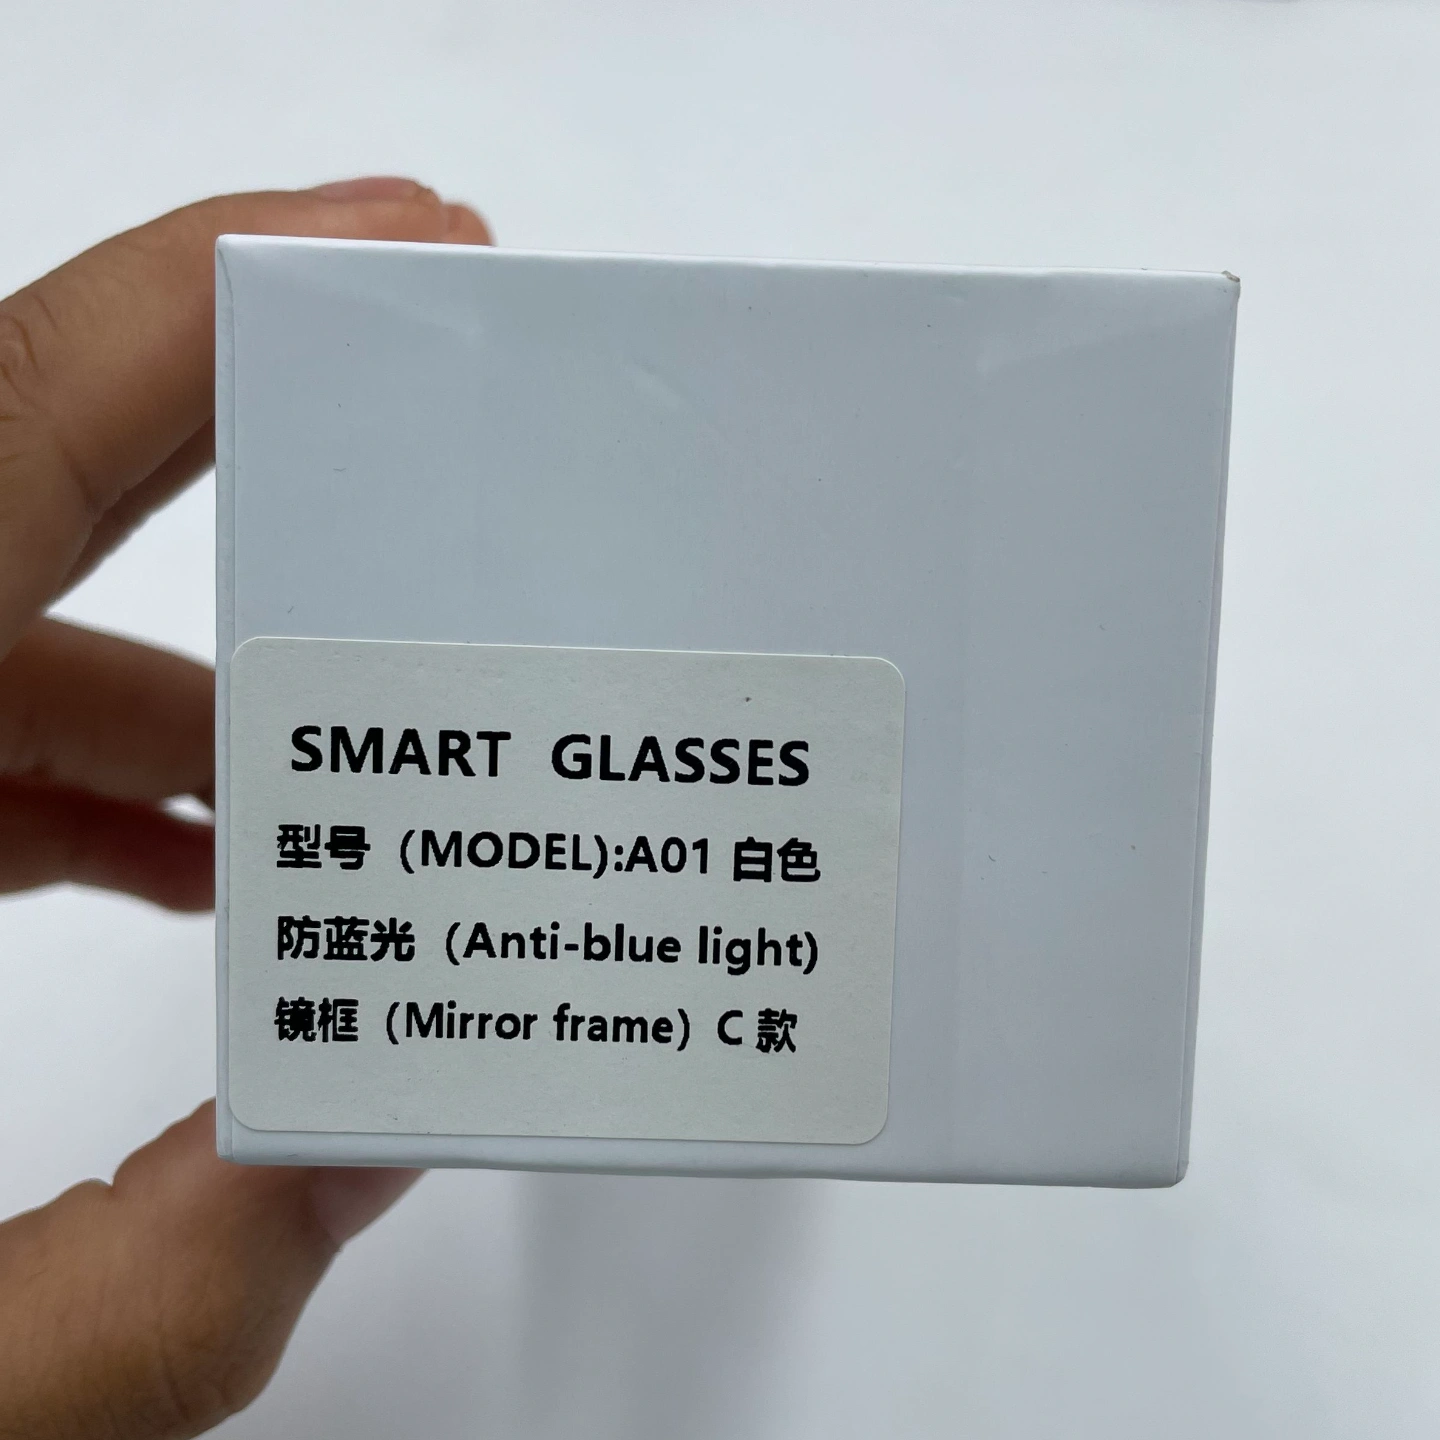 SMART GLASSES
型号（MODEL):A01 白色
防蓝光（Anti-blue light)
镜框（Mirror frame）C 款